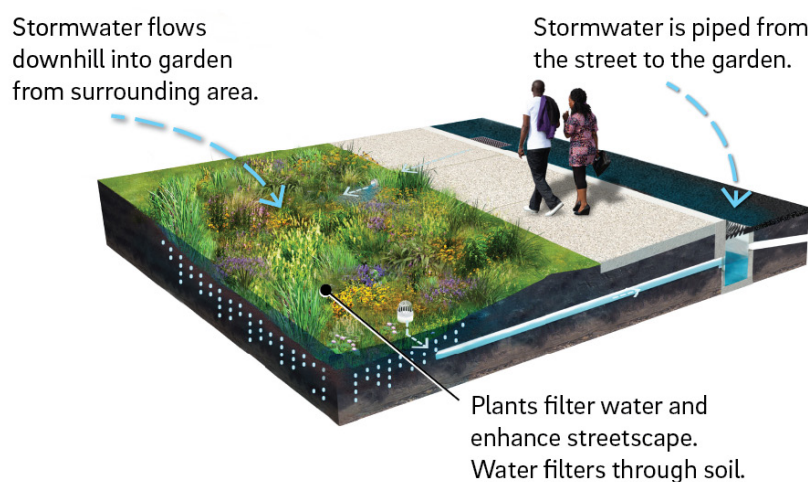 Stormwater flows
downhill into garden
from surrounding area.
Stormwater is piped from
the street to the garden.
Plants filter water and
enhance streetscape.
Water filters through soil.